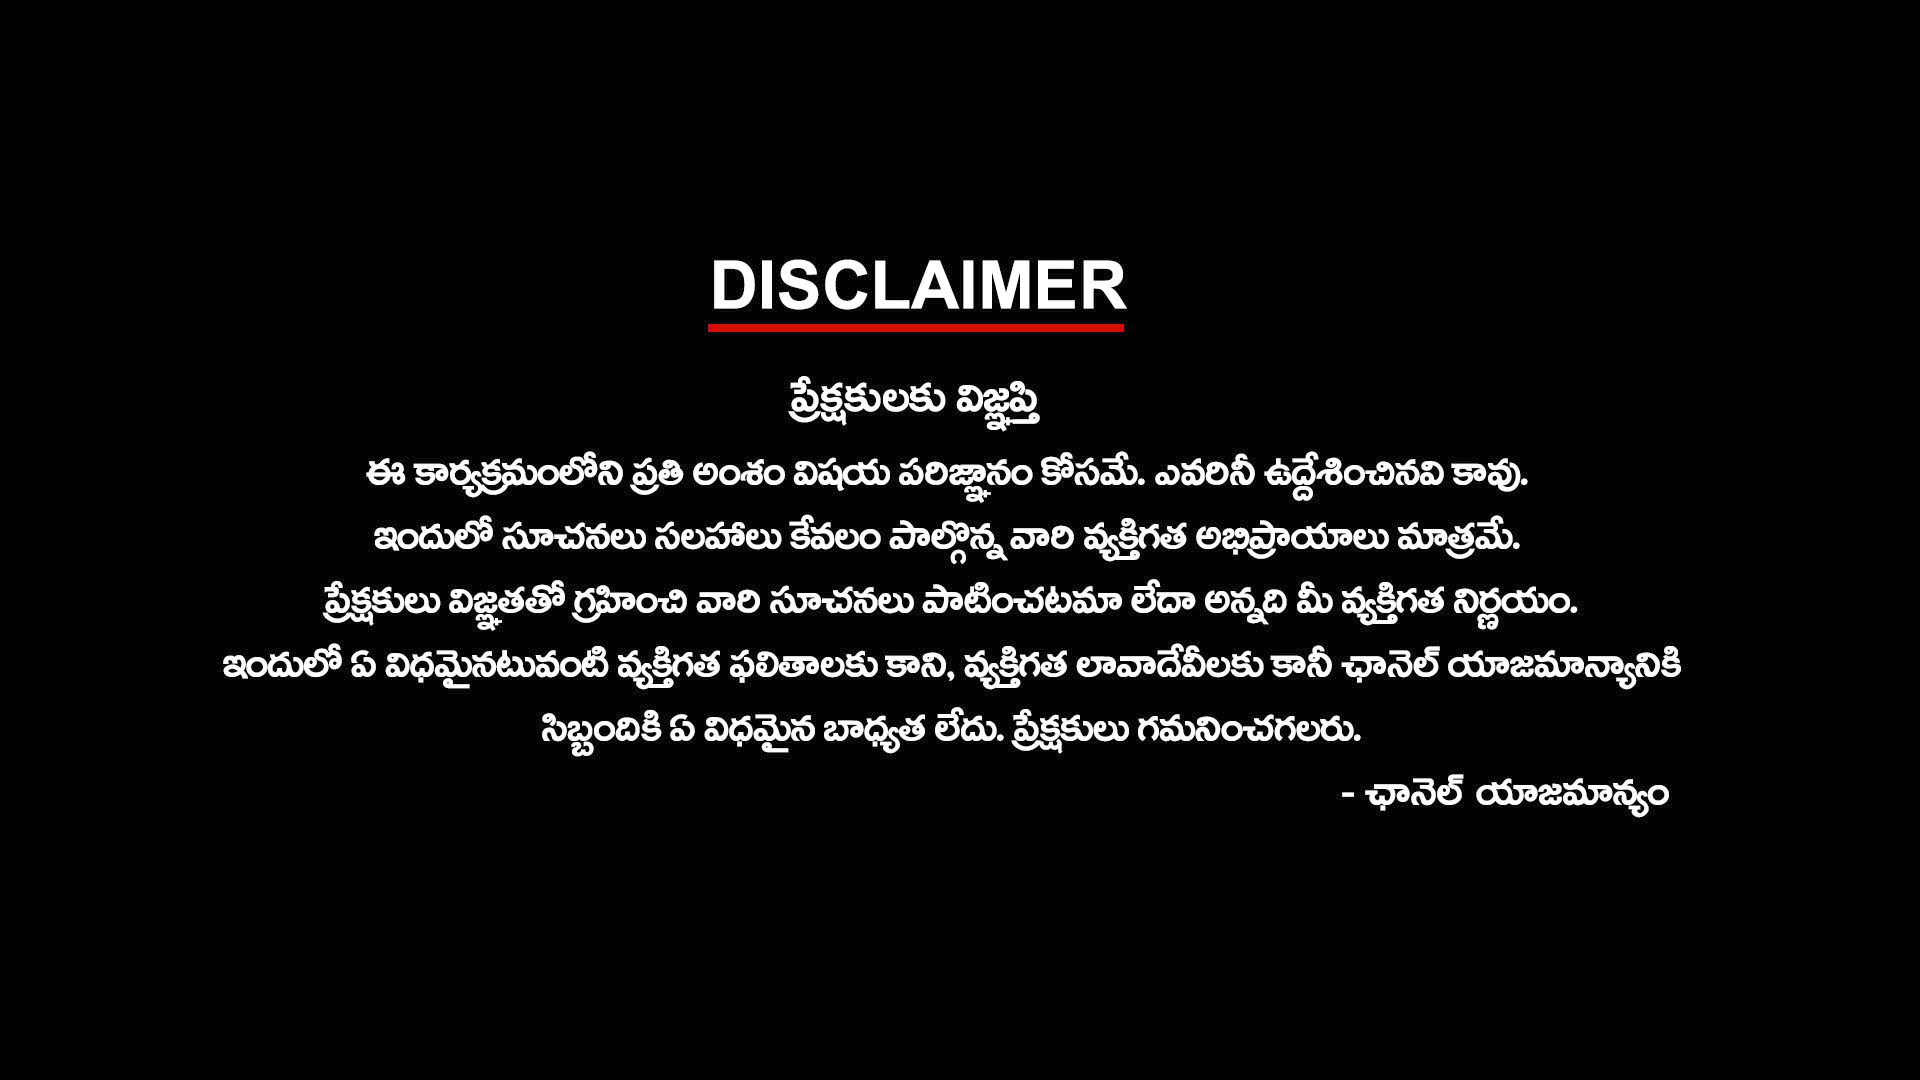 DISCLAIMER
ప్రేక్షకులకు విజ్ఞప్తి
ఈ కార్యక్రమంలోని ప్రతి అంశం విషయ పరిజ్ఞానం కోసమే. ఎవరినీ ఉద్దేశించినవి కావు.
ఇందులో సూచనలు సలహాలు కేవలం పాల్గొన్న వారి వ్యక్తిగత అభిప్రాయాలు మాత్రమే.
ప్రేక్షకులు విజ్ఞతతో గ్రహించి వారి సూచనలు పాటించటమా లేదా అన్నది మీ వ్యక్తిగత నిర్ణయం.
ఇందులో ఏ విధమైనటువంటి వ్యక్తిగత ఫలితాలకు కాని, వ్యక్తిగత లావాదేవీలకు కానీ ఛానెల్ యాజమాన్యానికి
సిబ్బందికి ఏ విధమైన బాధ్యత లేదు. ప్రేక్షకులు గమనించగలరు.
- ఛానెల్ యాజమాన్యం